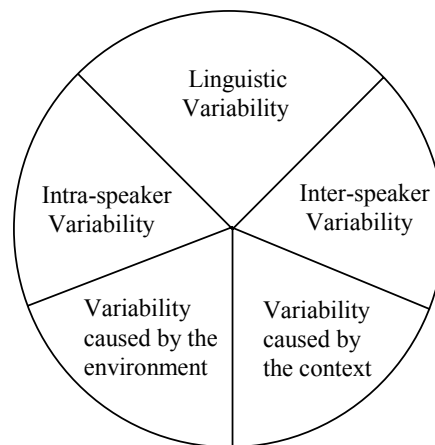 Linguistic
Variability
Intra-speaker
Variability
Inter-speaker
Variability
Variability
caused by the
environment
Variability
caused by
the context